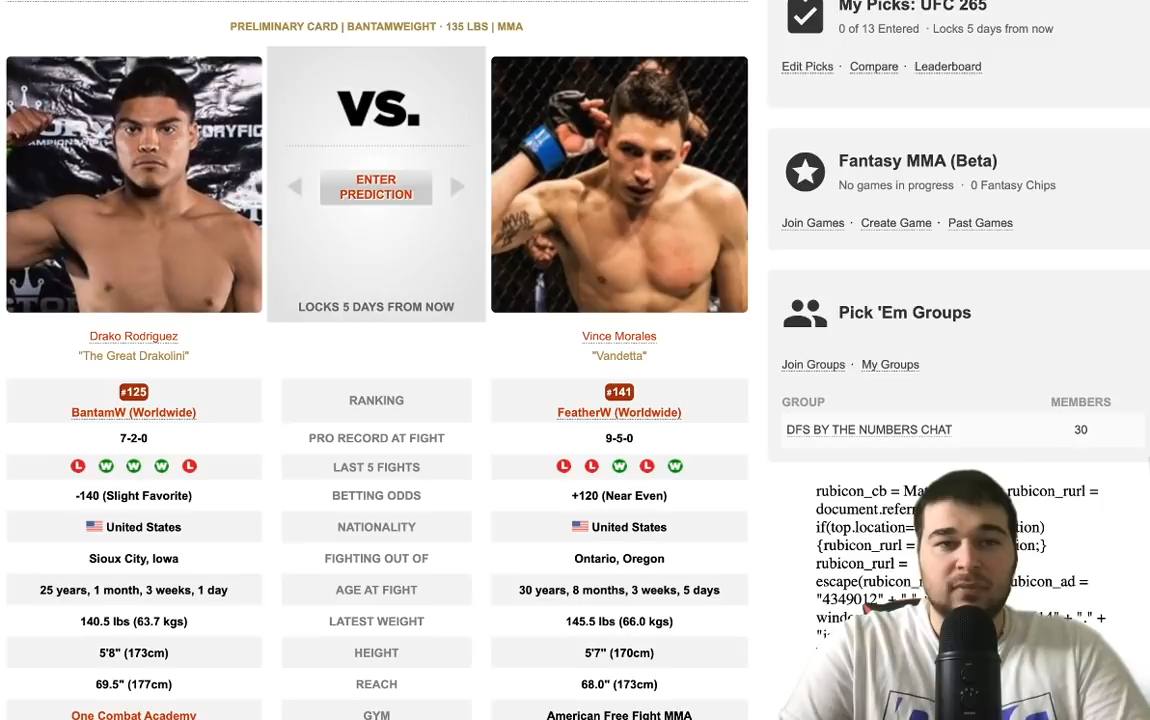 PRELIMINARY CARD | BANTAMWEIGHT · 135 LBS | MMA
VS.
ENTER
PREDICTION
LOCKS 5 DAYS FROM NOW
Drako Rodriguez
"The Great Drakolini"
Vince Morales
"Vandetta"
#125
BantamW (Worldwide)
RANKING
#141
FeatherW (Worldwide)
7-2-0
PRO RECORD AT FIGHT
9-5-0
L W W W L
LAST 5 FIGHTS
L L W L W
-140 (Slight Favorite)
BETTING ODDS
+120 (Near Even)
United States
NATIONALITY
United States
Sioux City, Iowa
FIGHTING OUT OF
Ontario, Oregon
25 years, 1 month, 3 weeks, 1 day
AGE AT FIGHT
30 years, 8 months, 3 weeks, 5 days
140.5 lbs (63.7 kgs)
LATEST WEIGHT
145.5 lbs (66.0 kgs)
5'8" (173cm)
HEIGHT
5'7" (170cm)
69.5" (177cm)
REACH
68.0" (173cm)
One Combat Academy
GYM
American Free Fight MMA
My Picks: UFC 265
0 of 13 Entered · Locks 5 days from now
Edit Picks · Compare · Leaderboard
Fantasy MMA (Beta)
No games in progress · 0 Fantasy Chips
Join Games · Create Game · Past Games
Pick 'Em Groups
Join Groups · My Groups
GROUP MEMBERS
DFS BY THE NUMBERS CHAT 30
rubicon_cb = rubicon_rurl =
if(top.location=
{rubicon_rurl =
rubicon_rurl =
"4349012" + "."